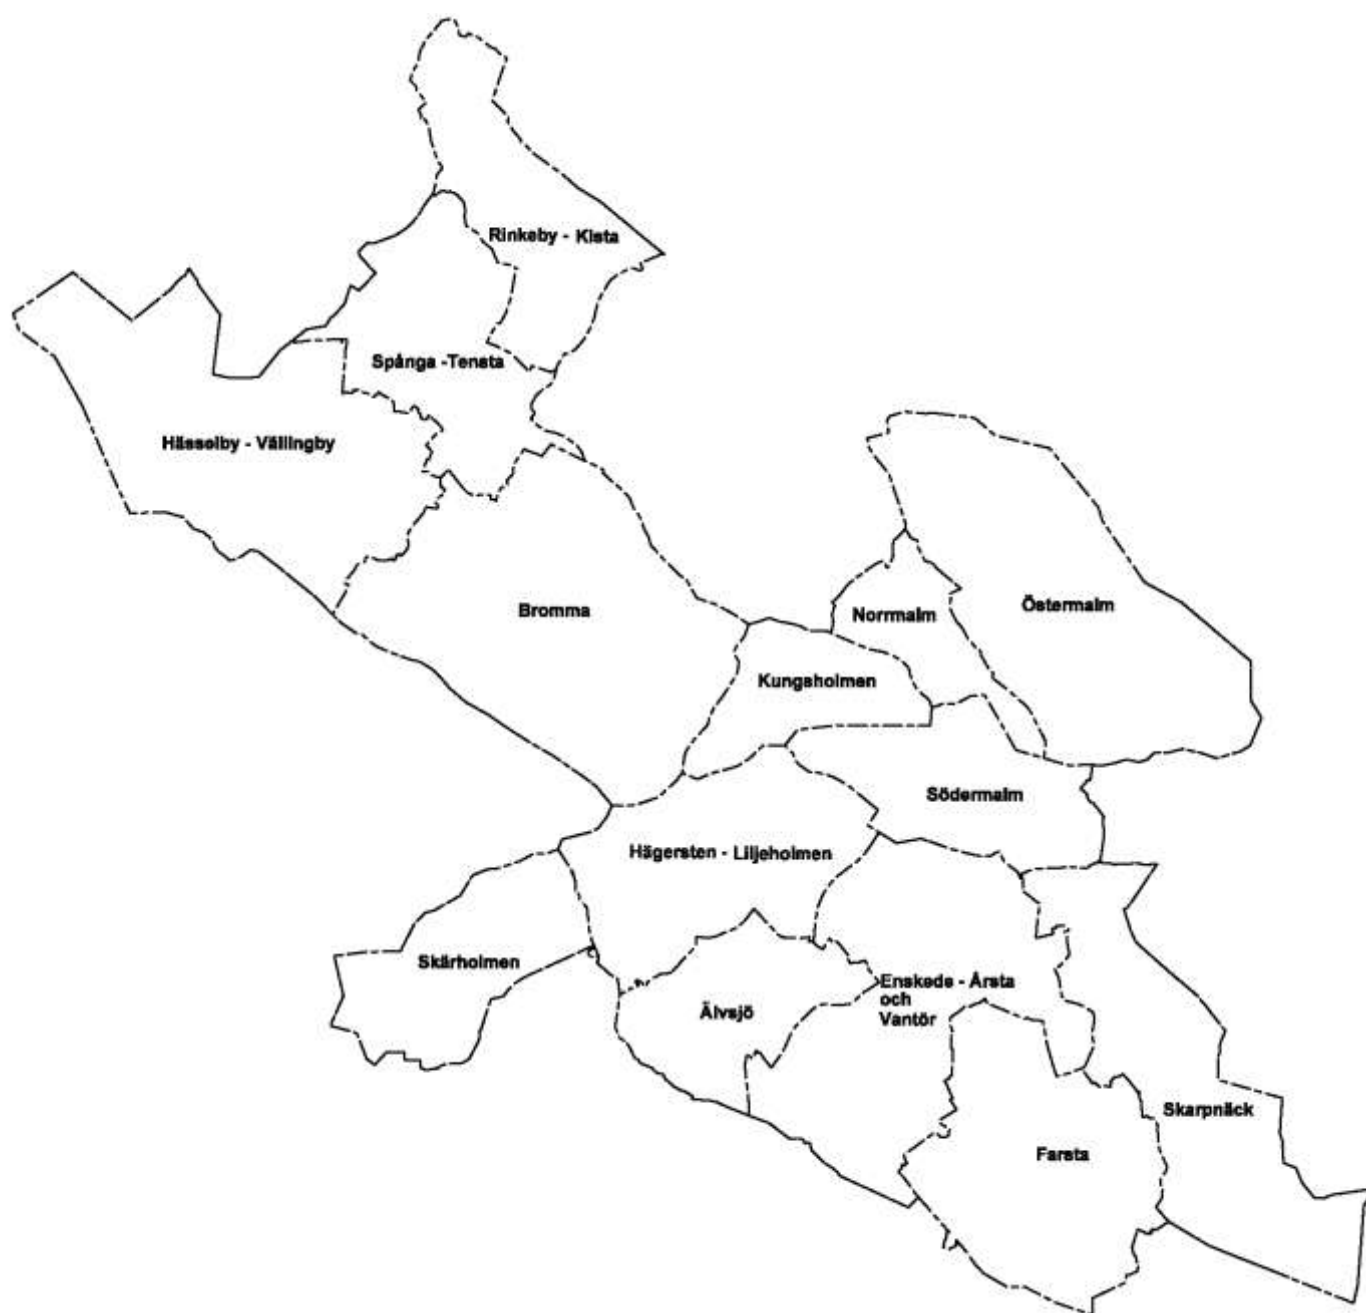 Rinkeby - Kista
Spånga -Tensta
Hässelby - Vällingby
Bromma
Norrmalm
Östermalm
Kungsholmen
Södermalm
Hägersten - Liljeholmen
Skärholmen
Älvsjö
Enskede - Årsta
och
Vantör
Skarpnäck
Farsta